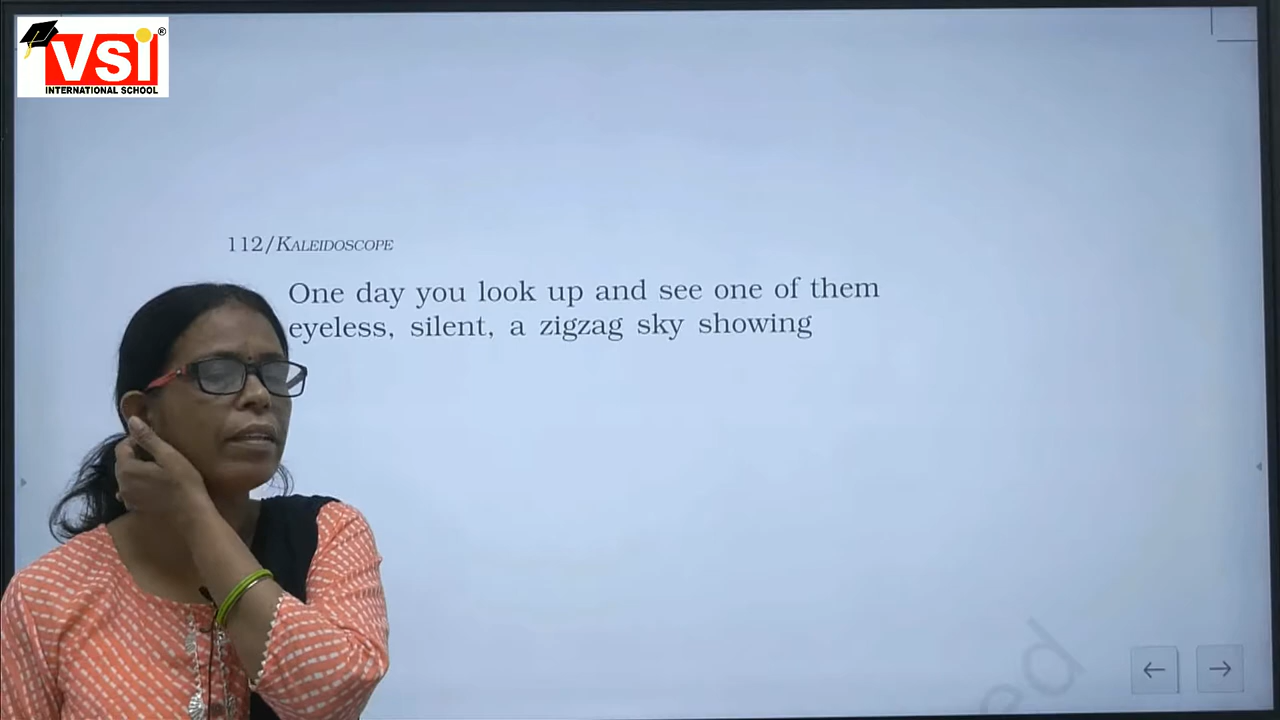 VSI®
INTERNATIONAL SCHOOL
112/KALEIDOSCOPE
One day you look up and see one of them
eyeless, silent, a zigzag sky showing
ed